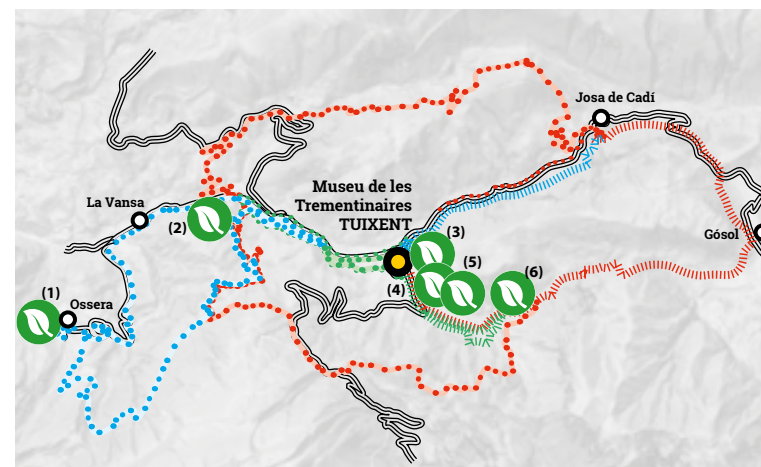 Josa de Cadí
Museu de les
Trementinaires
TUIXENT
La Vansa
(2)
(3)
Gósol
(5)
(6)
(4)
(1)
Ossera